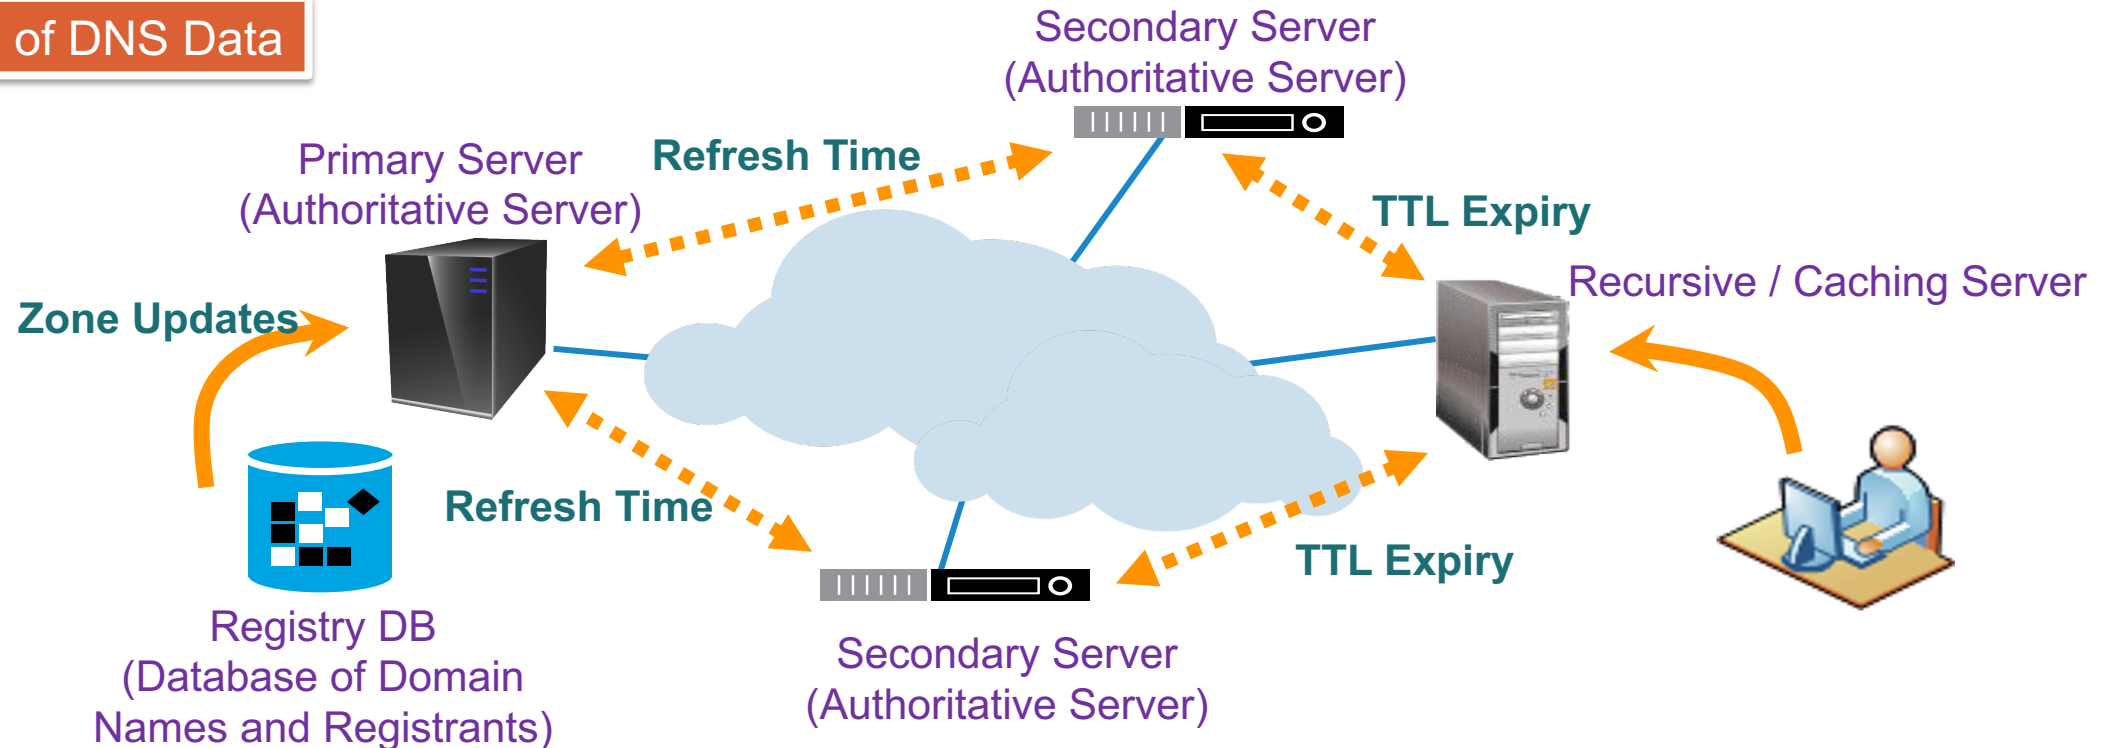 of DNS Data
Secondary Server
(Authoritative Server)
Primary Server
(Authoritative Server)
Refresh Time
TTL Expiry
Recursive / Caching Server
Zone Updates
Refresh Time
TTL Expiry
Registry DB
(Database of Domain
Names and Registrants)
Secondary Server
(Authoritative Server)